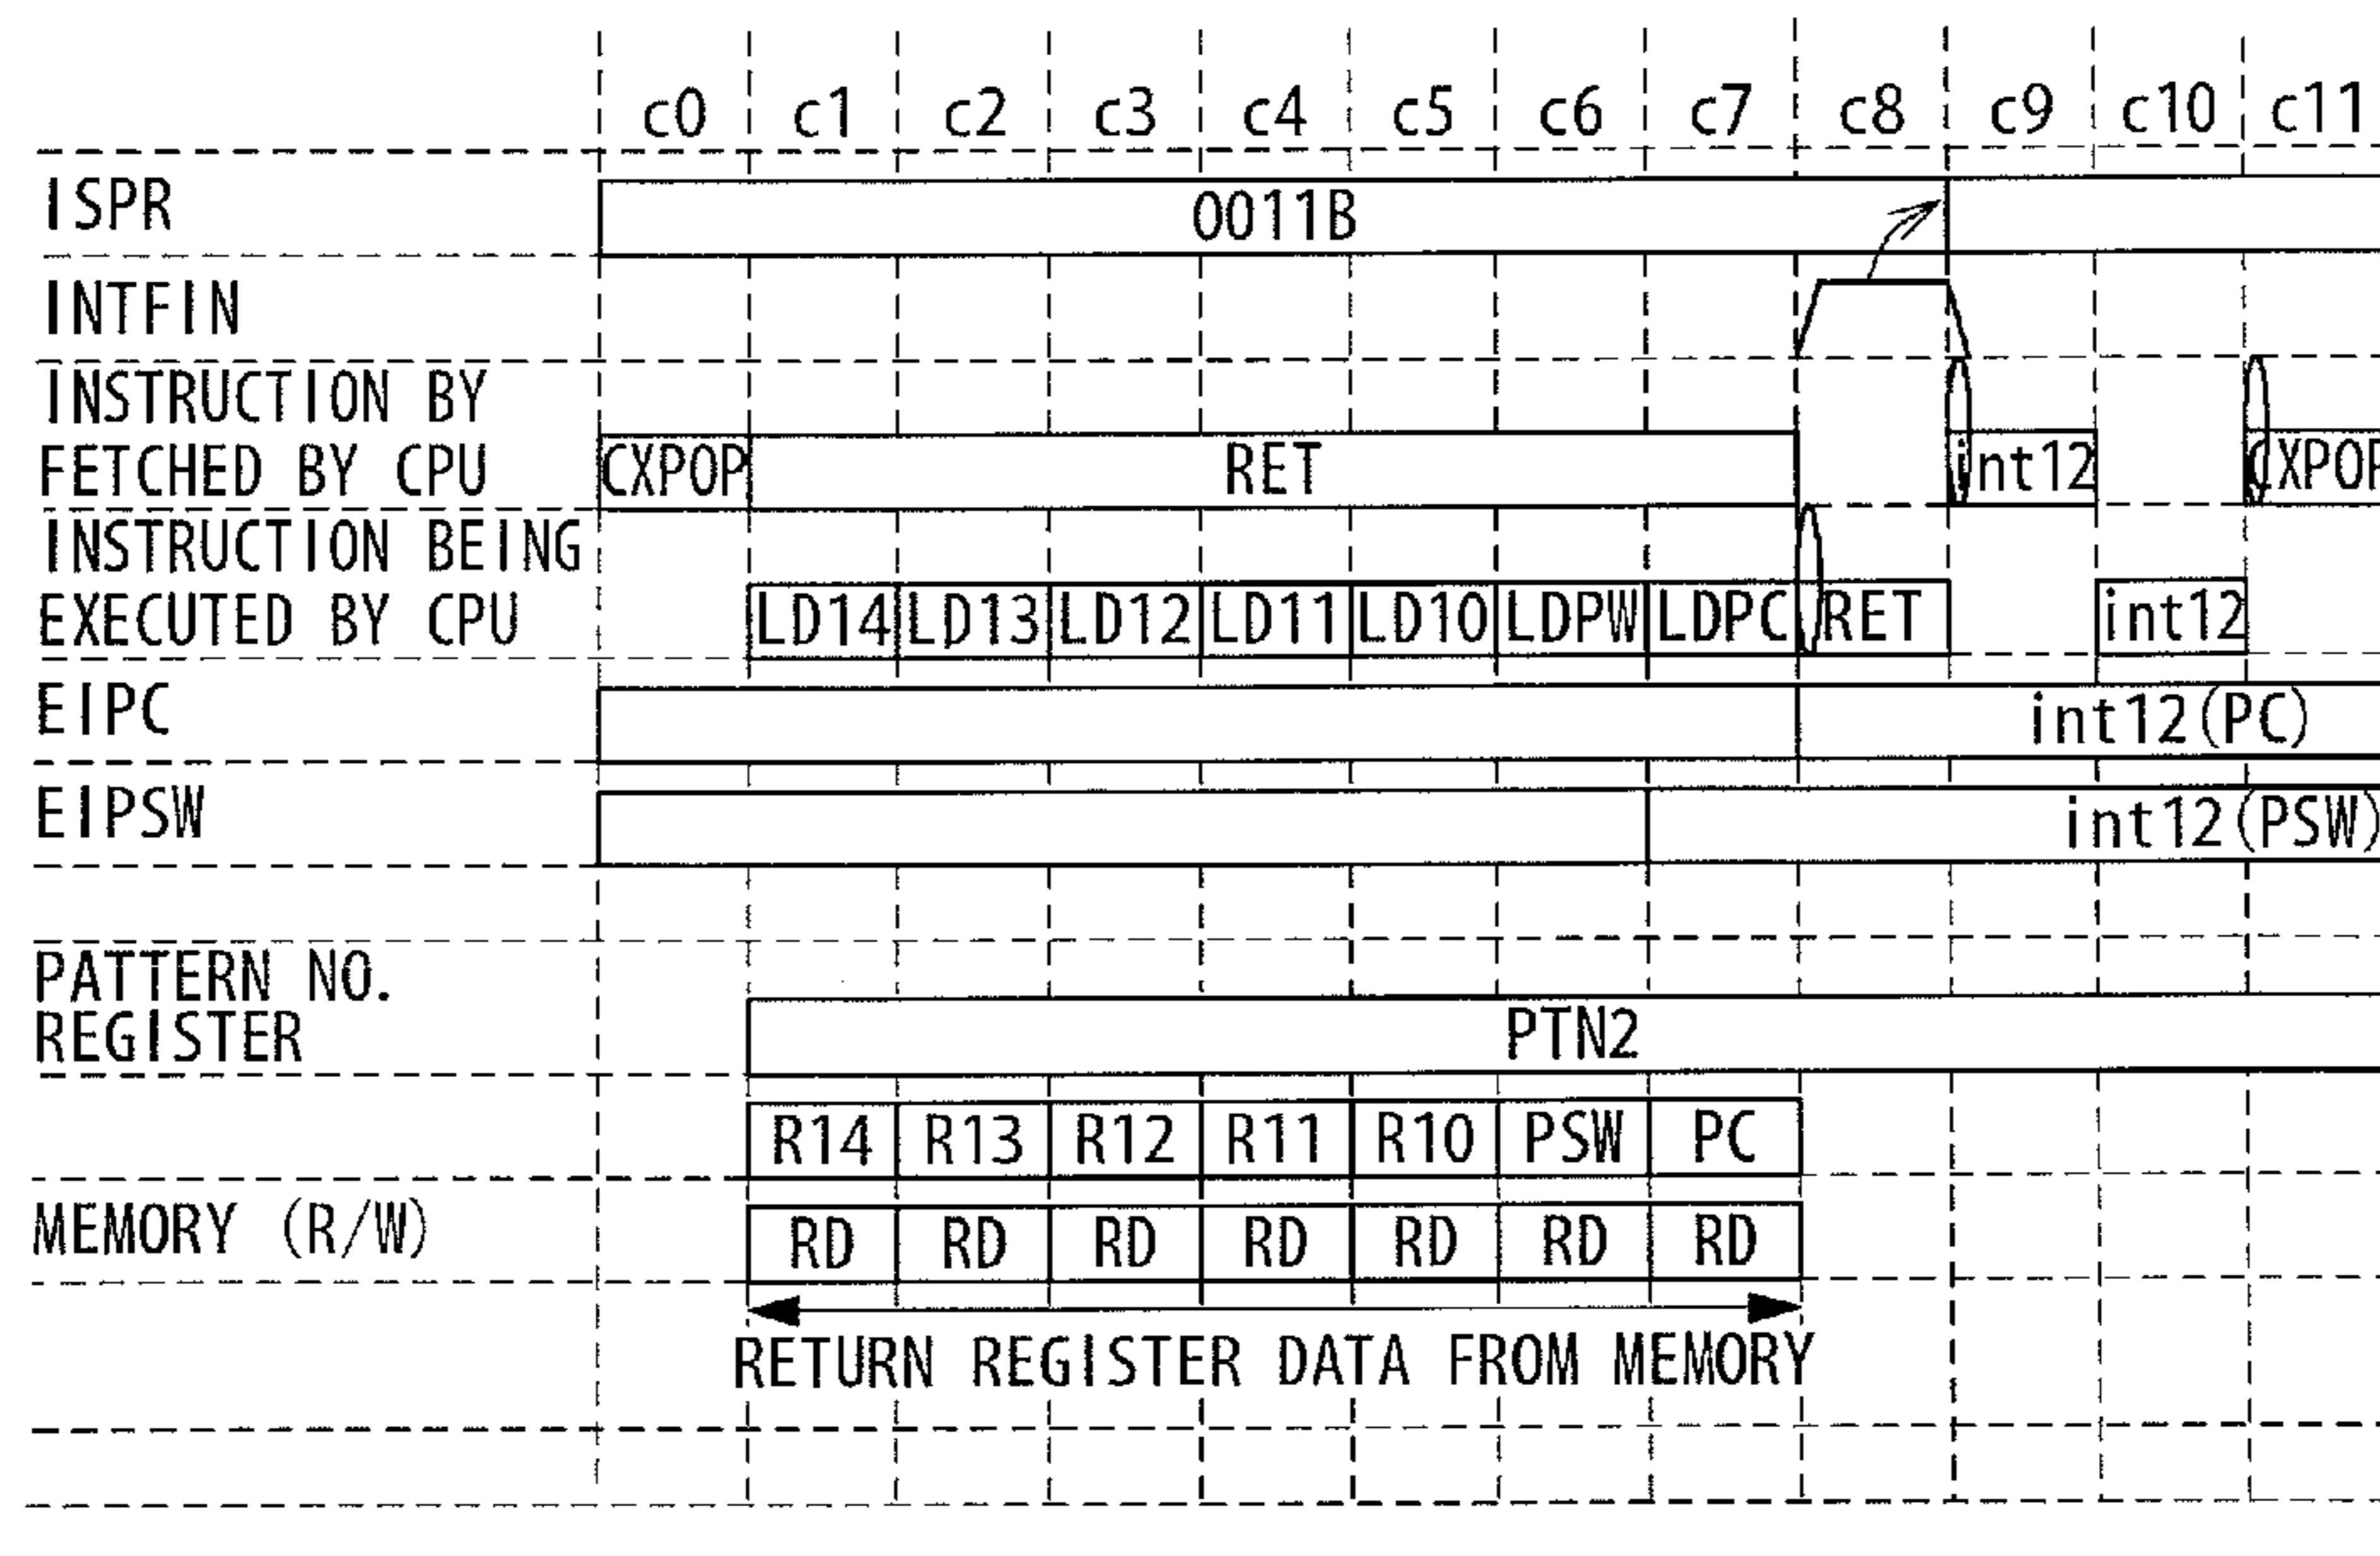 c0 c1 c2 c3 c4 c5 c6 c7 c8 c9 c10 c11
ISPR 0011B
INTFIN
INSTRUCTION BY
FETCHED BY CPU CXPOP RET int12 CXPOP
INSTRUCTION BEING
EXECUTED BY CPU LD14 LD13 LD12 LD11 LD10 LDPW LDPC RET int12
EIPC int12(PC)
EIPSW int12(PSW)
PATTERN NO.
REGISTER PTN2
R14 R13 R12 R11 R10 PSW PC
MEMORY (R/W) RD RD RD RD RD RD RD
RETURN REGISTER DATA FROM MEMORY